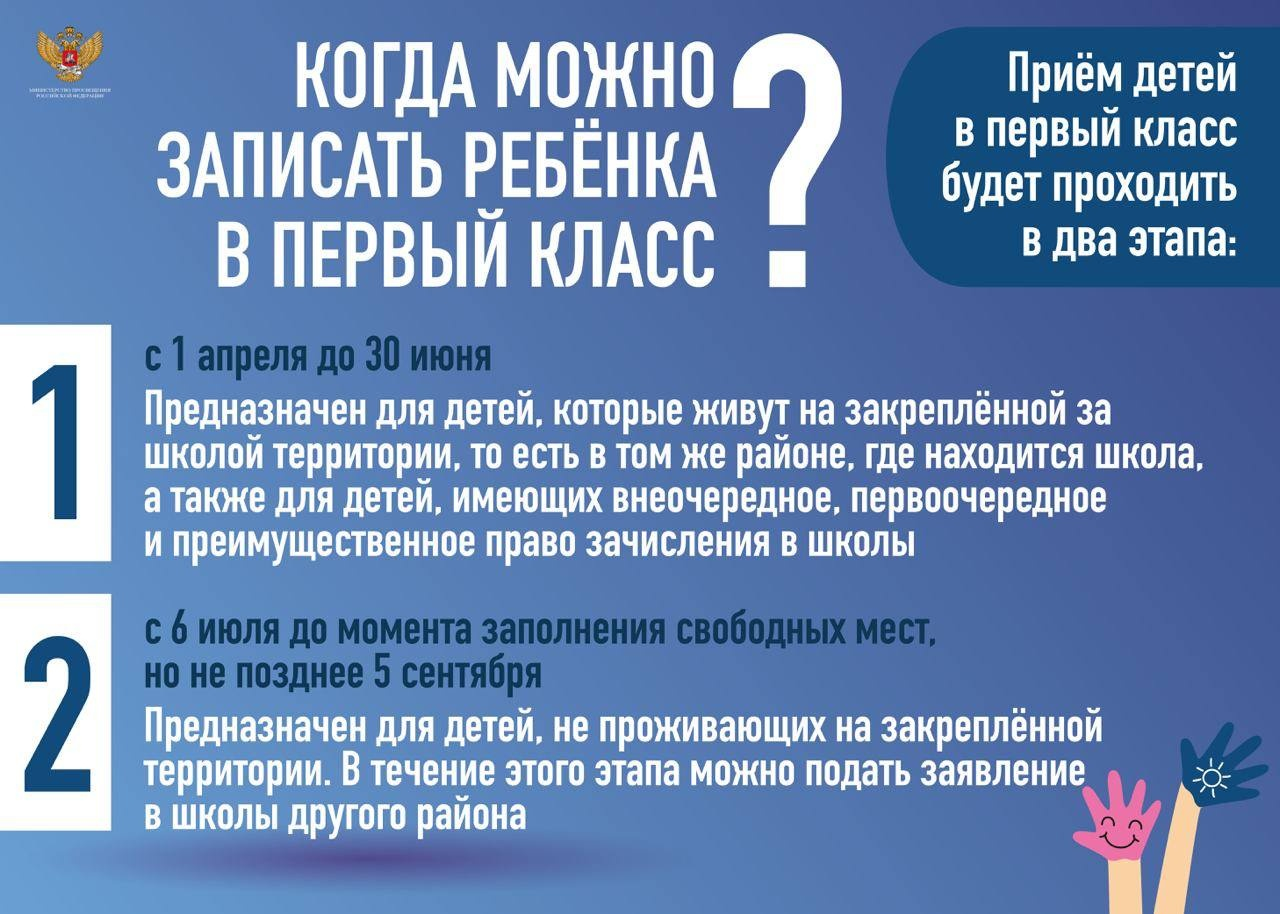 МИНИСТЕРСТВО ПРОСВЕЩЕНИЯ
РОССИЙСКОЙ ФЕДЕРАЦИИ
КОГДА МОЖНО
ЗАПИСАТЬ РЕБЁНКА
В ПЕРВЫЙ КЛАСС
?
Приём детей
в первый класс
будет проходить
в два этапа:
1
с 1 апреля до 30 июня
Предназначен для детей, которые живут на закреплённой за
школой территории, то есть в том же районе, где находится школа,
а также для детей, имеющих внеочередное, первоочередное
и преимущественное право зачисления в школы
2
с 6 июля до момента заполнения свободных мест,
но не позднее 5 сентября
Предназначен для детей, не проживающих на закреплённой
территории. В течение этого этапа можно подать заявление
в школы другого района